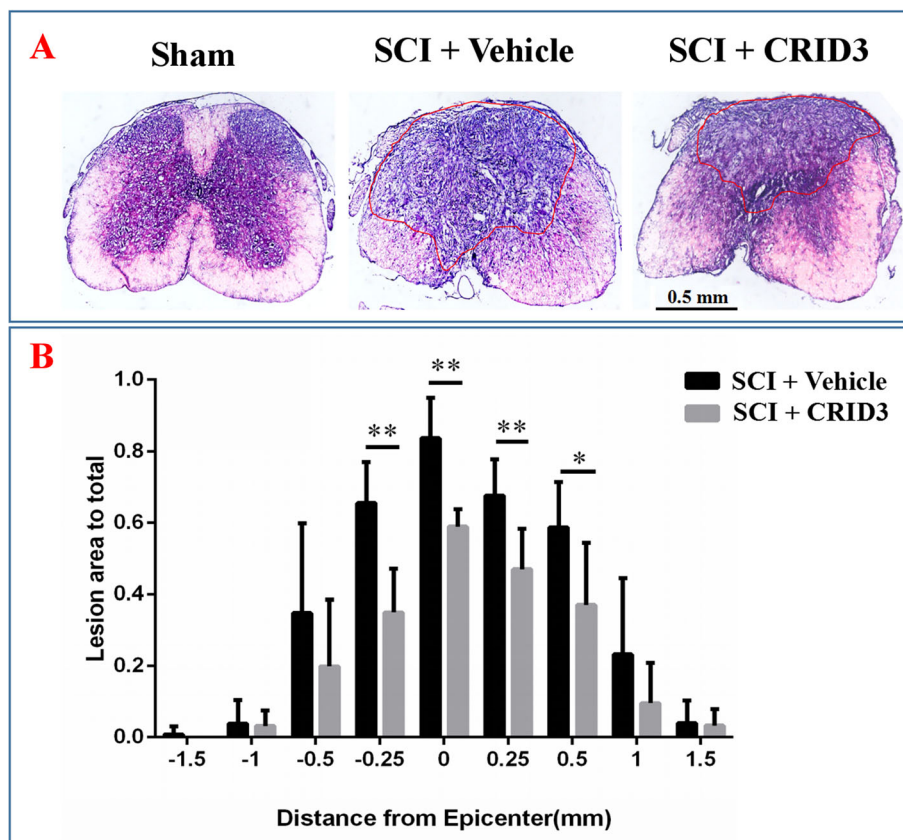 A
Sham
SCI + Vehicle
SCI + CRID3
0.5 mm
B
SCI + Vehicle
SCI + CRID3
Lesion area to total
1.0
0.8
0.6
0.4
0.2
0.0
**
**
**
*
-1.5 -1 -0.5 -0.25 0 0.25 0.5 1 1.5
Distance from Epicenter(mm)